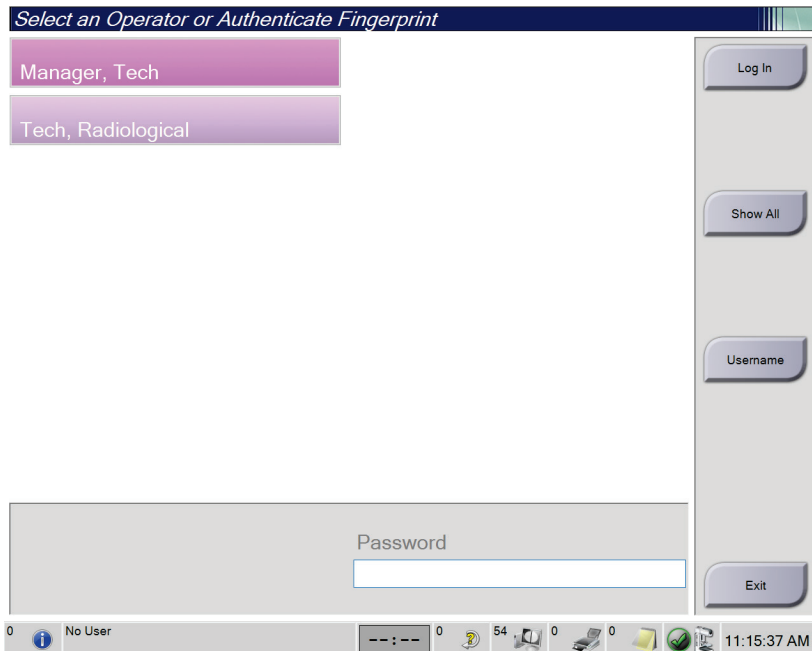 Select an Operator or Authenticate Fingerprint
Manager, Tech
Log In
Tech, Radiological
Show All
Username
Password
Exit
0 No User --:-- 0 54 0 0 11:15:37 AM